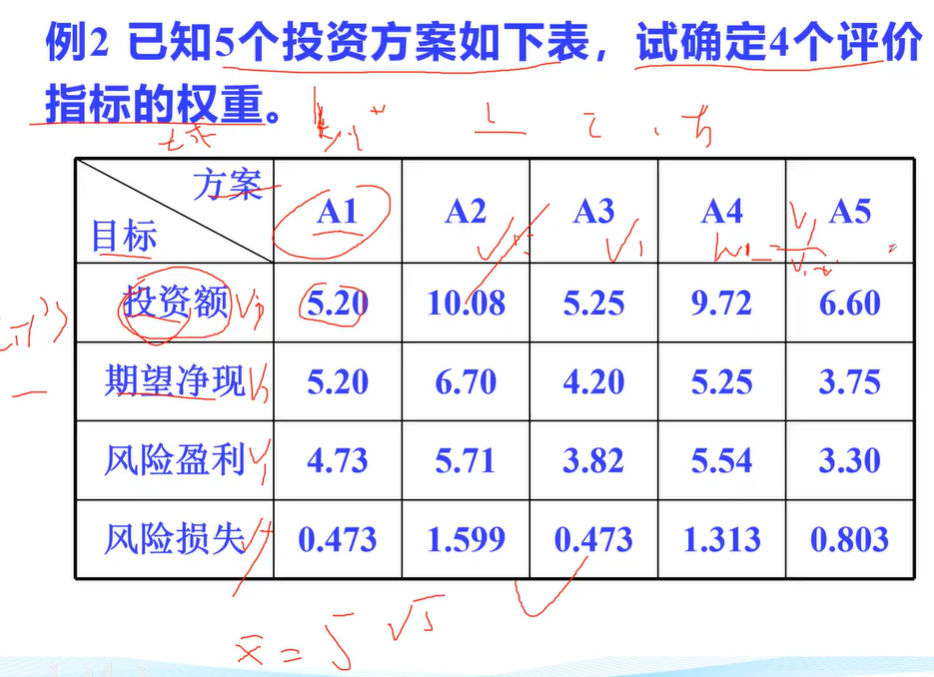 例2 已知5个投资方案如下表，试确定4个评价
指标的权重。
方案
目标
A1 A2 A3 A4 A5
投资额 5.20 10.08 5.25 9.72 6.60
期望净现 5.20 6.70 4.20 5.25 3.75
风险盈利 4.73 5.71 3.82 5.54 3.30
风险损失 0.473 1.599 0.473 1.313 0.803
x̄ =